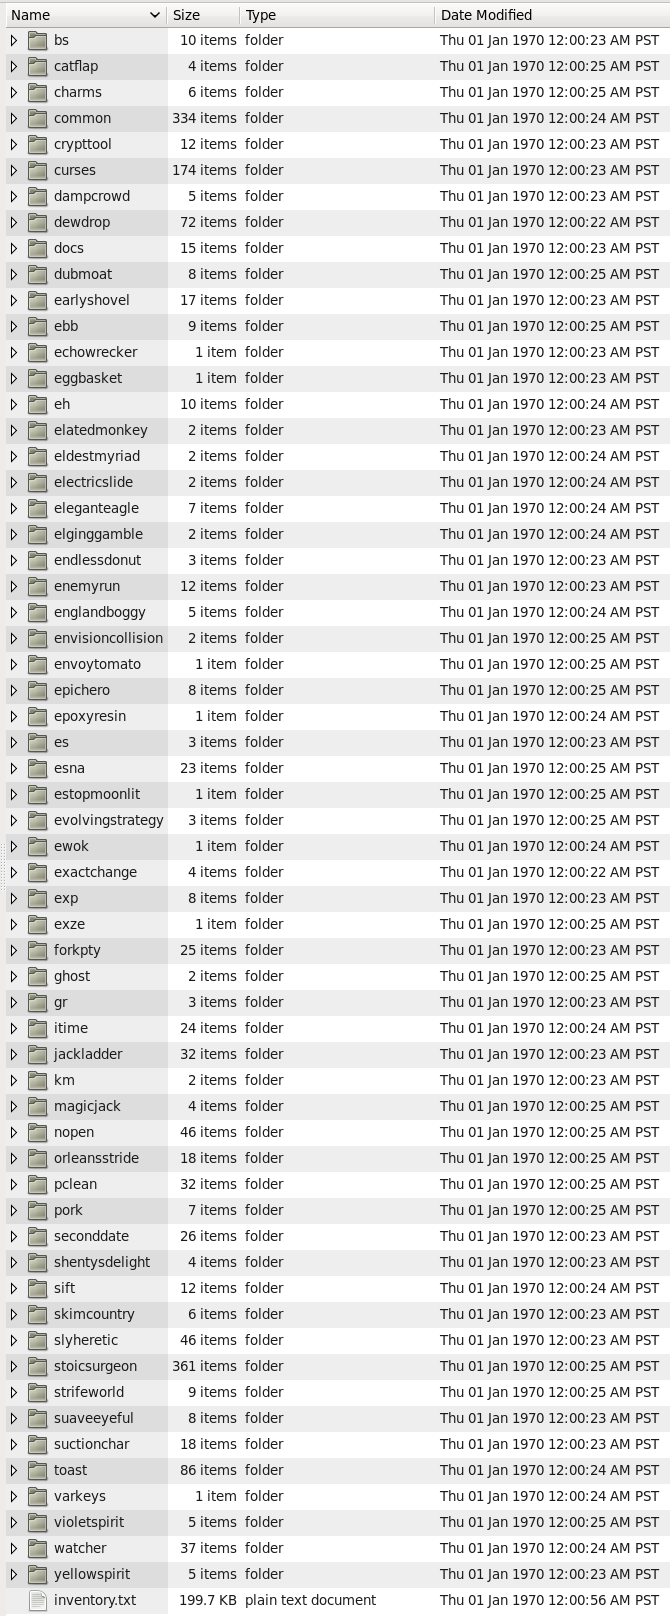 Name Size Type Date Modified
bs 10 items folder Thu 01 Jan 1970 12:00:23 AM PST
catflap 4 items folder Thu 01 Jan 1970 12:00:25 AM PST
charms 6 items folder Thu 01 Jan 1970 12:00:25 AM PST
common 334 items folder Thu 01 Jan 1970 12:00:24 AM PST
crypttool 12 items folder Thu 01 Jan 1970 12:00:23 AM PST
curses 174 items folder Thu 01 Jan 1970 12:00:23 AM PST
dampcrowd 5 items folder Thu 01 Jan 1970 12:00:23 AM PST
dewdrop 72 items folder Thu 01 Jan 1970 12:00:22 AM PST
docs 15 items folder Thu 01 Jan 1970 12:00:23 AM PST
dubmoat 8 items folder Thu 01 Jan 1970 12:00:25 AM PST
earlyshovel 17 items folder Thu 01 Jan 1970 12:00:23 AM PST
ebb 9 items folder Thu 01 Jan 1970 12:00:25 AM PST
echowrecker 1 item folder Thu 01 Jan 1970 12:00:23 AM PST
eggbasket 1 item folder Thu 01 Jan 1970 12:00:23 AM PST
eh 10 items folder Thu 01 Jan 1970 12:00:24 AM PST
elatedmonkey 2 items folder Thu 01 Jan 1970 12:00:23 AM PST
eldestmyriad 2 items folder Thu 01 Jan 1970 12:00:24 AM PST
electricslide 2 items folder Thu 01 Jan 1970 12:00:24 AM PST
eleganteagle 7 items folder Thu 01 Jan 1970 12:00:24 AM PST
elginggamble 2 items folder Thu 01 Jan 1970 12:00:24 AM PST
endlessdonut 3 items folder Thu 01 Jan 1970 12:00:23 AM PST
enemyrun 12 items folder Thu 01 Jan 1970 12:00:23 AM PST
englandboggy 5 items folder Thu 01 Jan 1970 12:00:24 AM PST
envisioncollision 2 items folder Thu 01 Jan 1970 12:00:25 AM PST
envoytomato 1 item folder Thu 01 Jan 1970 12:00:25 AM PST
epichero 8 items folder Thu 01 Jan 1970 12:00:25 AM PST
epoxyresin 1 item folder Thu 01 Jan 1970 12:00:24 AM PST
es 3 items folder Thu 01 Jan 1970 12:00:23 AM PST
esna 23 items folder Thu 01 Jan 1970 12:00:25 AM PST
estopmoonlit 1 item folder Thu 01 Jan 1970 12:00:25 AM PST
evolvingstrategy 3 items folder Thu 01 Jan 1970 12:00:25 AM PST
ewok 1 item folder Thu 01 Jan 1970 12:00:24 AM PST
exactchange 4 items folder Thu 01 Jan 1970 12:00:22 AM PST
exp 8 items folder Thu 01 Jan 1970 12:00:23 AM PST
exze 1 item folder Thu 01 Jan 1970 12:00:25 AM PST
forkpty 25 items folder Thu 01 Jan 1970 12:00:23 AM PST
ghost 2 items folder Thu 01 Jan 1970 12:00:25 AM PST
gr 3 items folder Thu 01 Jan 1970 12:00:23 AM PST
itime 24 items folder Thu 01 Jan 1970 12:00:24 AM PST
jackladder 32 items folder Thu 01 Jan 1970 12:00:23 AM PST
km 2 items folder Thu 01 Jan 1970 12:00:23 AM PST
magicjack 4 items folder Thu 01 Jan 1970 12:00:25 AM PST
nopen 46 items folder Thu 01 Jan 1970 12:00:25 AM PST
orleansstride 18 items folder Thu 01 Jan 1970 12:00:25 AM PST
pclean 32 items folder Thu 01 Jan 1970 12:00:25 AM PST
pork 7 items folder Thu 01 Jan 1970 12:00:25 AM PST
seconddate 26 items folder Thu 01 Jan 1970 12:00:23 AM PST
shentysdelight 4 items folder Thu 01 Jan 1970 12:00:23 AM PST
sift 12 items folder Thu 01 Jan 1970 12:00:24 AM PST
skimcountry 6 items folder Thu 01 Jan 1970 12:00:23 AM PST
slyheretic 46 items folder Thu 01 Jan 1970 12:00:23 AM PST
stoicsurgeon 361 items folder Thu 01 Jan 1970 12:00:25 AM PST
strifeworld 9 items folder Thu 01 Jan 1970 12:00:25 AM PST
suaveeyeful 8 items folder Thu 01 Jan 1970 12:00:23 AM PST
suctionchar 18 items folder Thu 01 Jan 1970 12:00:23 AM PST
toast 86 items folder Thu 01 Jan 1970 12:00:24 AM PST
varkeys 1 item folder Thu 01 Jan 1970 12:00:24 AM PST
violetspirit 5 items folder Thu 01 Jan 1970 12:00:25 AM PST
watcher 37 items folder Thu 01 Jan 1970 12:00:24 AM PST
yellowspirit 5 items folder Thu 01 Jan 1970 12:00:23 AM PST
inventory.txt 199.7 KB plain text document Thu 01 Jan 1970 12:00:56 AM PST